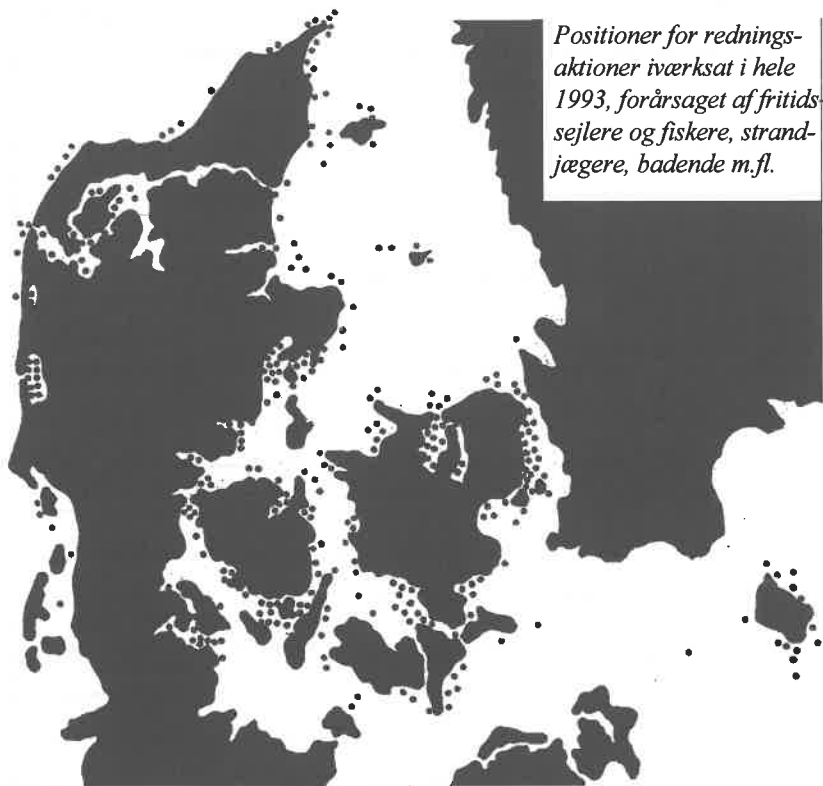 Positioner for rednings-
aktioner iværksat i hele
1993, forårsaget af fritids-
sejlere og fiskere, strand-
jægere, badende m.fl.